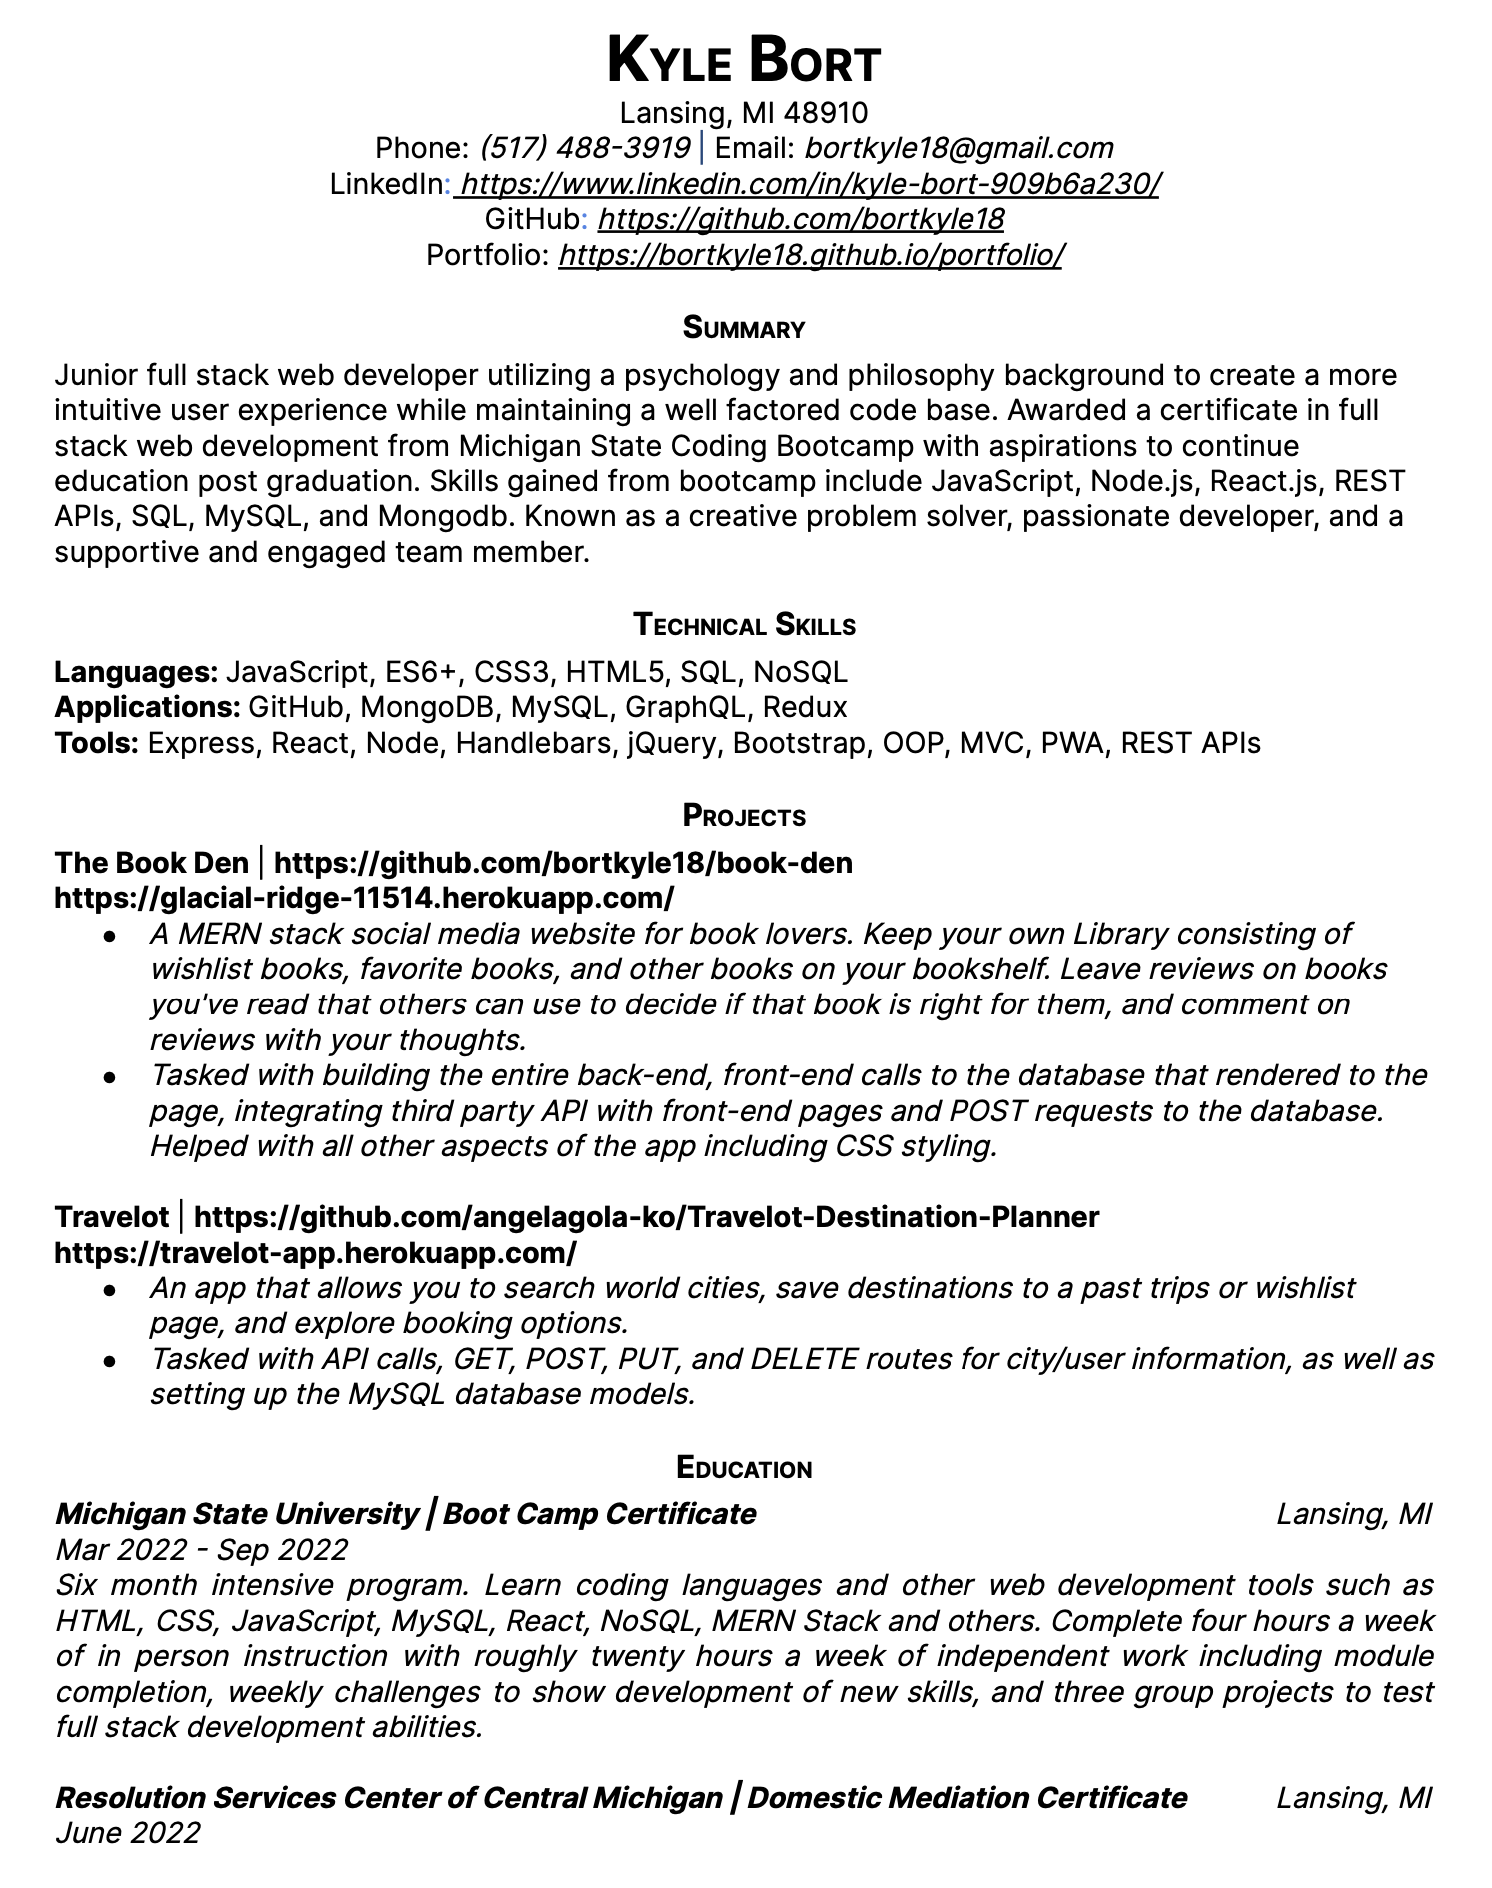 Kyle Bort
Lansing, MI 48910
Phone: (517) 488-3919 | Email: bortkyle18@gmail.com
LinkedIn: https://www.linkedin.com/in/kyle-bort-909b6a230/
GitHub: https://github.com/bortkyle18
Portfolio: https://bortkyle18.github.io/portfolio/
Summary
Junior full stack web developer utilizing a psychology and philosophy background to create a more
intuitive user experience while maintaining a well factored code base. Awarded a certificate in full
stack web development from Michigan State Coding Bootcamp with aspirations to continue
education post graduation. Skills gained from bootcamp include JavaScript, Node.js, React.js, REST
APIs, SQL, MySQL, and Mongodb. Known as a creative problem solver, passionate developer, and a
supportive and engaged team member.
Technical Skills
Languages: JavaScript, ES6+, CSS3, HTML5, SQL, NoSQL
Applications: GitHub, MongoDB, MySQL, GraphQL, Redux
Tools: Express, React, Node, Handlebars, jQuery, Bootstrap, OOP, MVC, PWA, REST APIs
Projects
The Book Den | https://github.com/bortkyle18/book-den
https://glacial-ridge-11514.herokuapp.com/
● A MERN stack social media website for book lovers. Keep your own Library consisting of
wishlist books, favorite books, and other books on your bookshelf. Leave reviews on books
you've read that others can use to decide if that book is right for them, and comment on
reviews with your thoughts.
● Tasked with building the entire back-end, front-end calls to the database that rendered to the
page, integrating third party API with front-end pages and POST requests to the database.
Helped with all other aspects of the app including CSS styling.
Travelot | https://github.com/angelagola-ko/Travelot-Destination-Planner
https://travelot-app.herokuapp.com/
● An app that allows you to search world cities, save destinations to a past trips or wishlist
page, and explore booking options.
● Tasked with API calls, GET, POST, PUT, and DELETE routes for city/user information, as well as
setting up the MySQL database models.
Education
Michigan State University | Boot Camp Certificate Lansing, MI
Mar 2022 - Sep 2022
Six month intensive program. Learn coding languages and other web development tools such as
HTML, CSS, JavaScript, MySQL, React, NoSQL, MERN Stack and others. Complete four hours a week
of in person instruction with roughly twenty hours a week of independent work including module
completion, weekly challenges to show development of new skills, and three group projects to test
full stack development abilities.
Resolution Services Center of Central Michigan | Domestic Mediation Certificate Lansing, MI
June 2022